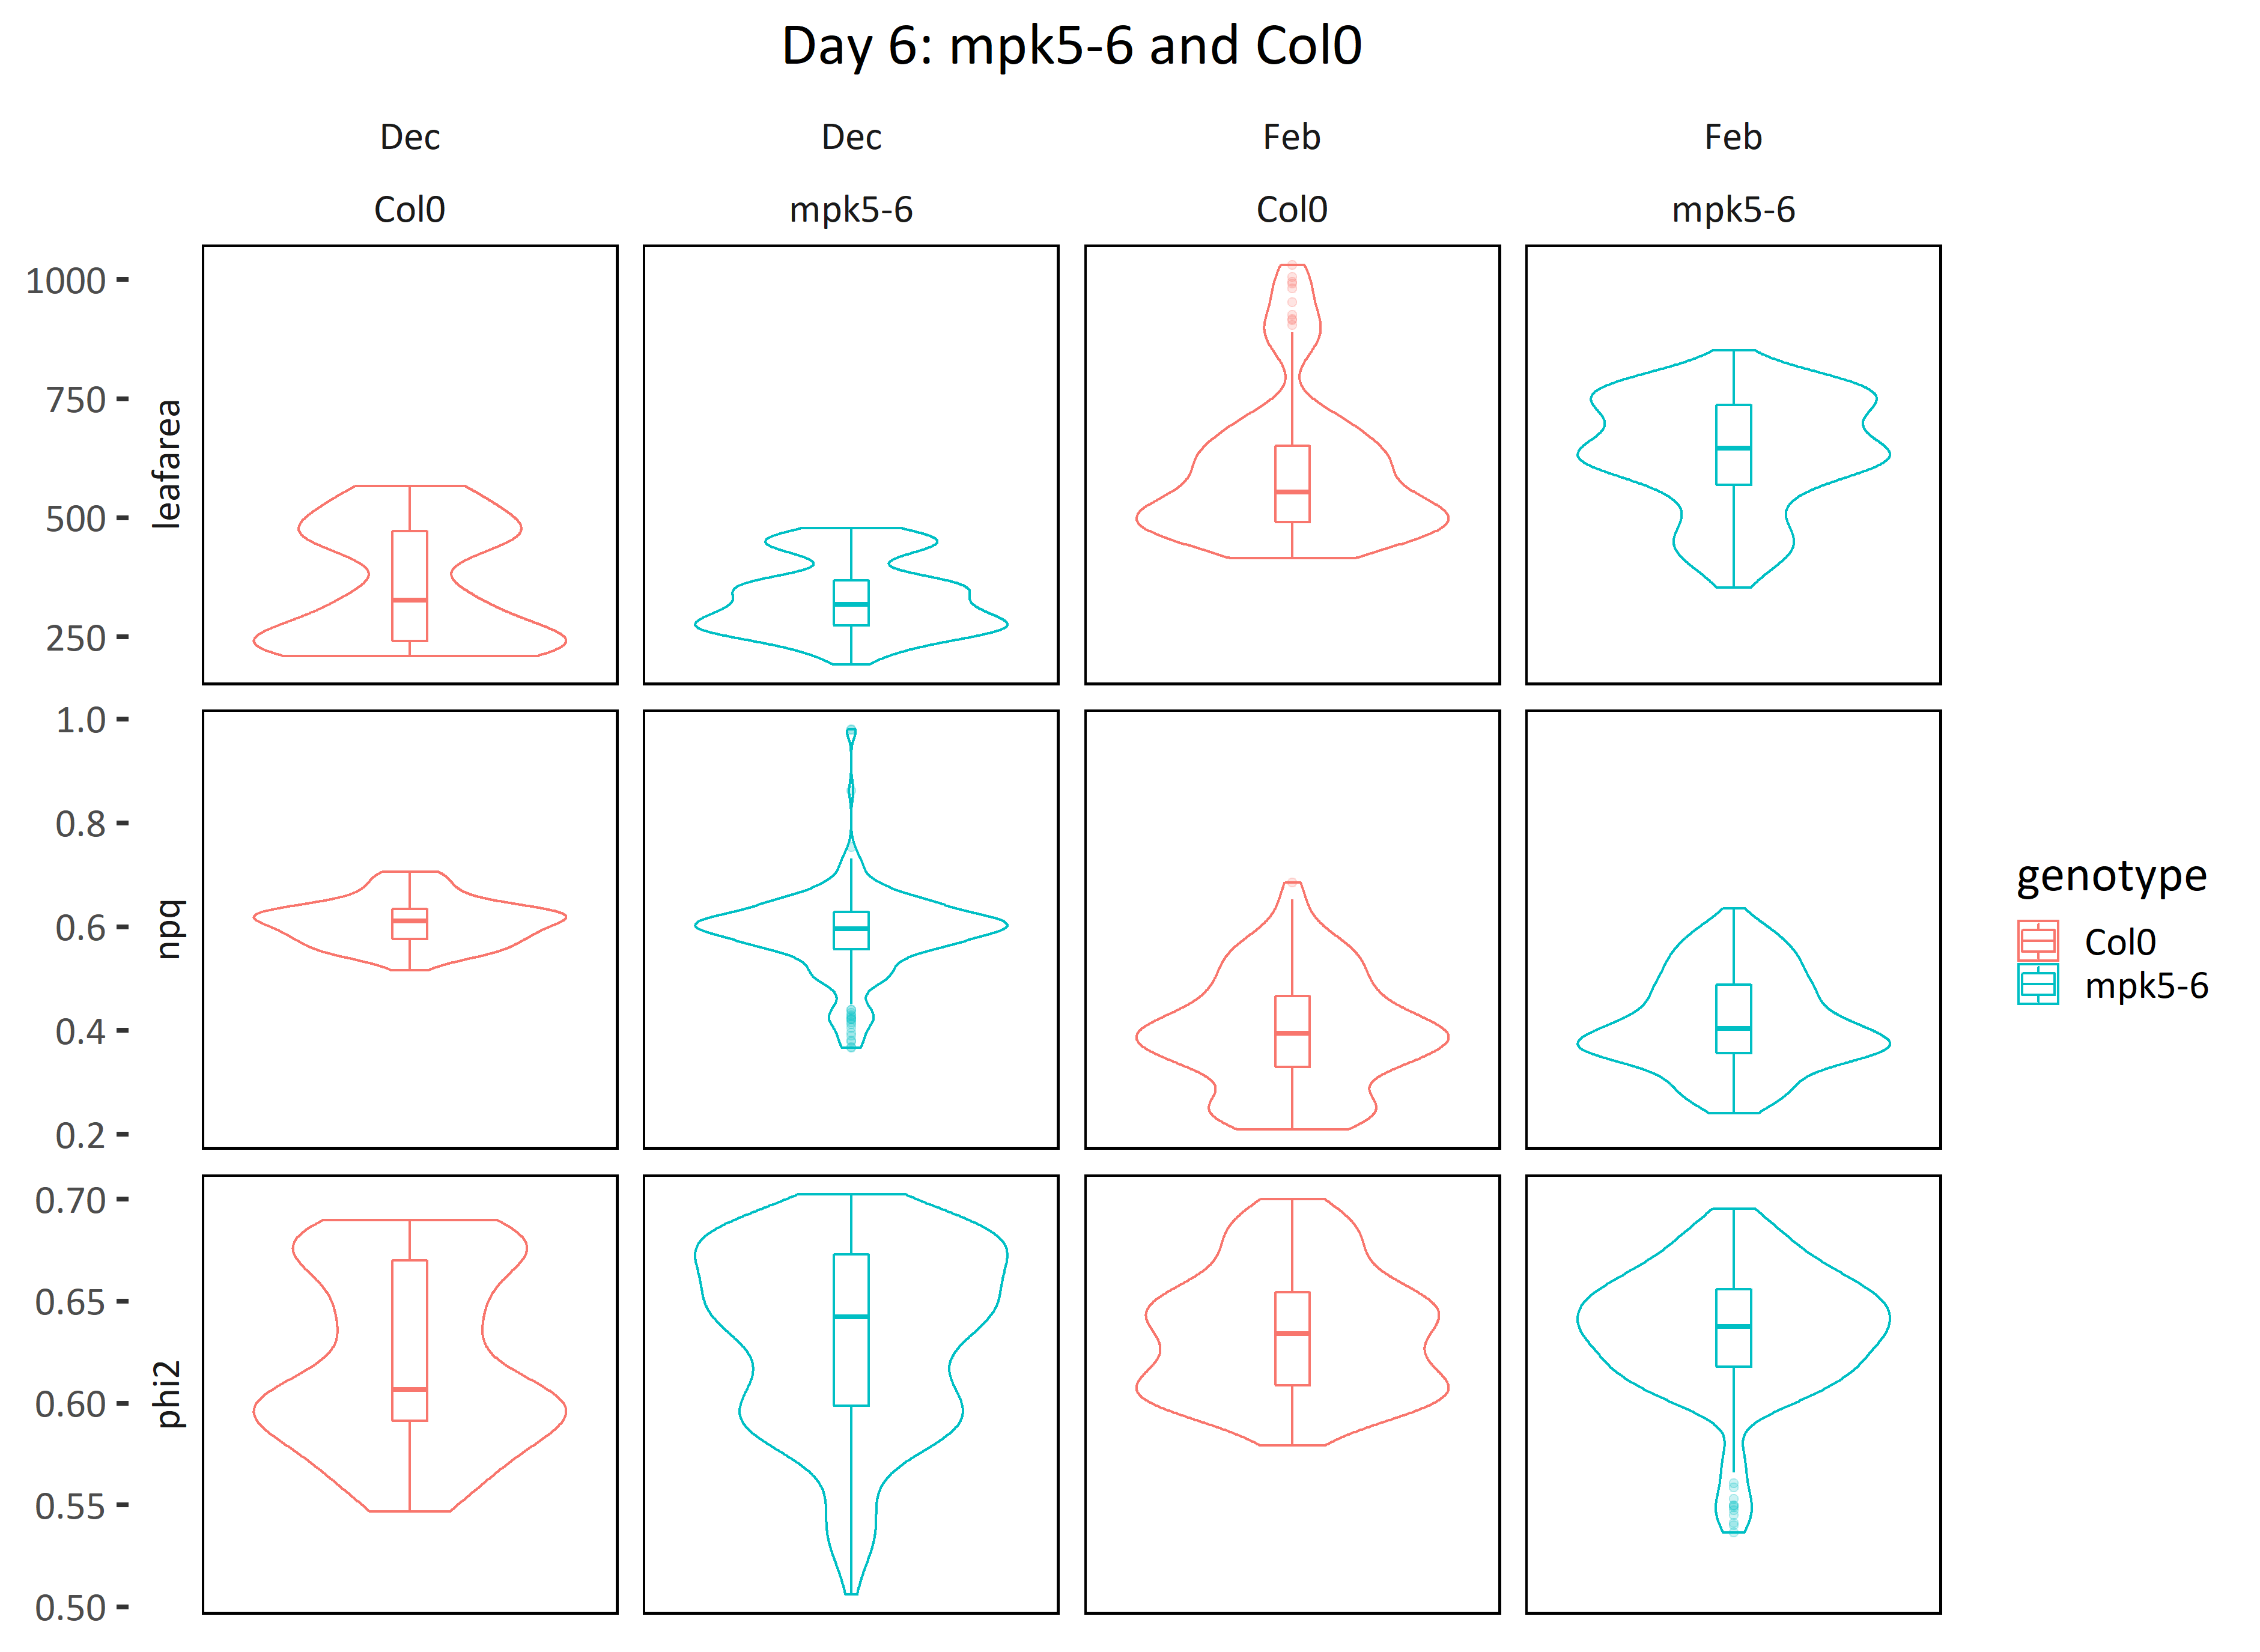 Day 6: mpk5-6 and Col0
Dec Dec Feb Feb
Col0 mpk5-6 Col0 mpk5-6
1000
750
500
250
leafarea
1.0
0.8
0.6
0.4
0.2
npq
0.70
0.65
0.60
0.55
0.50
phi2
genotype
Col0
mpk5-6